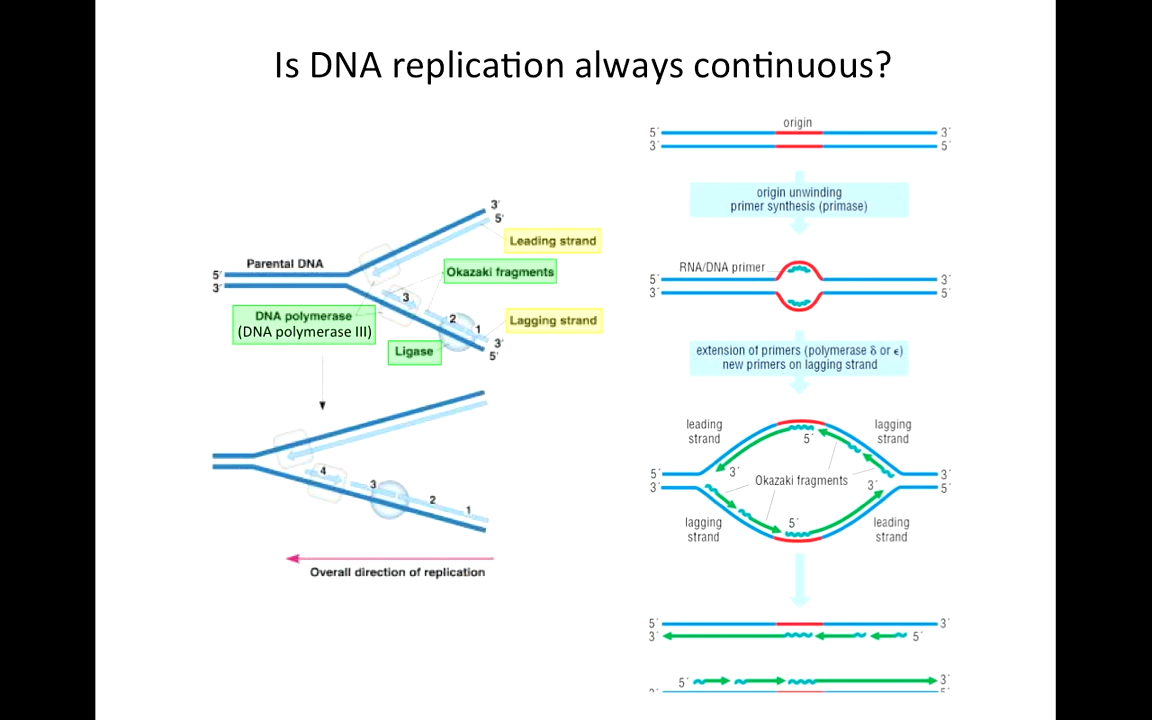 Is DNA replication always continuous?
3'
5'
Leading strand
Parental DNA
5'
3'
Okazaki fragments
3
DNA polymerase
(DNA polymerase III)
2
1
Lagging strand
3'
5'
Ligase
4
3
2
1
Overall direction of replication
origin
5´ 3´
3´ 5´
origin unwinding
primer synthesis (primase)
RNA/DNA primer
5´ 3´
3´ 5´
extension of primers (polymerase δ or ϵ)
new primers on lagging strand
leading
strand
lagging
strand
5´
3´
5´ 3´
3´ 5´
Okazaki fragments
3´
lagging
strand
5´
leading
strand
5´ 3´
3´ 5´
5´ 3´